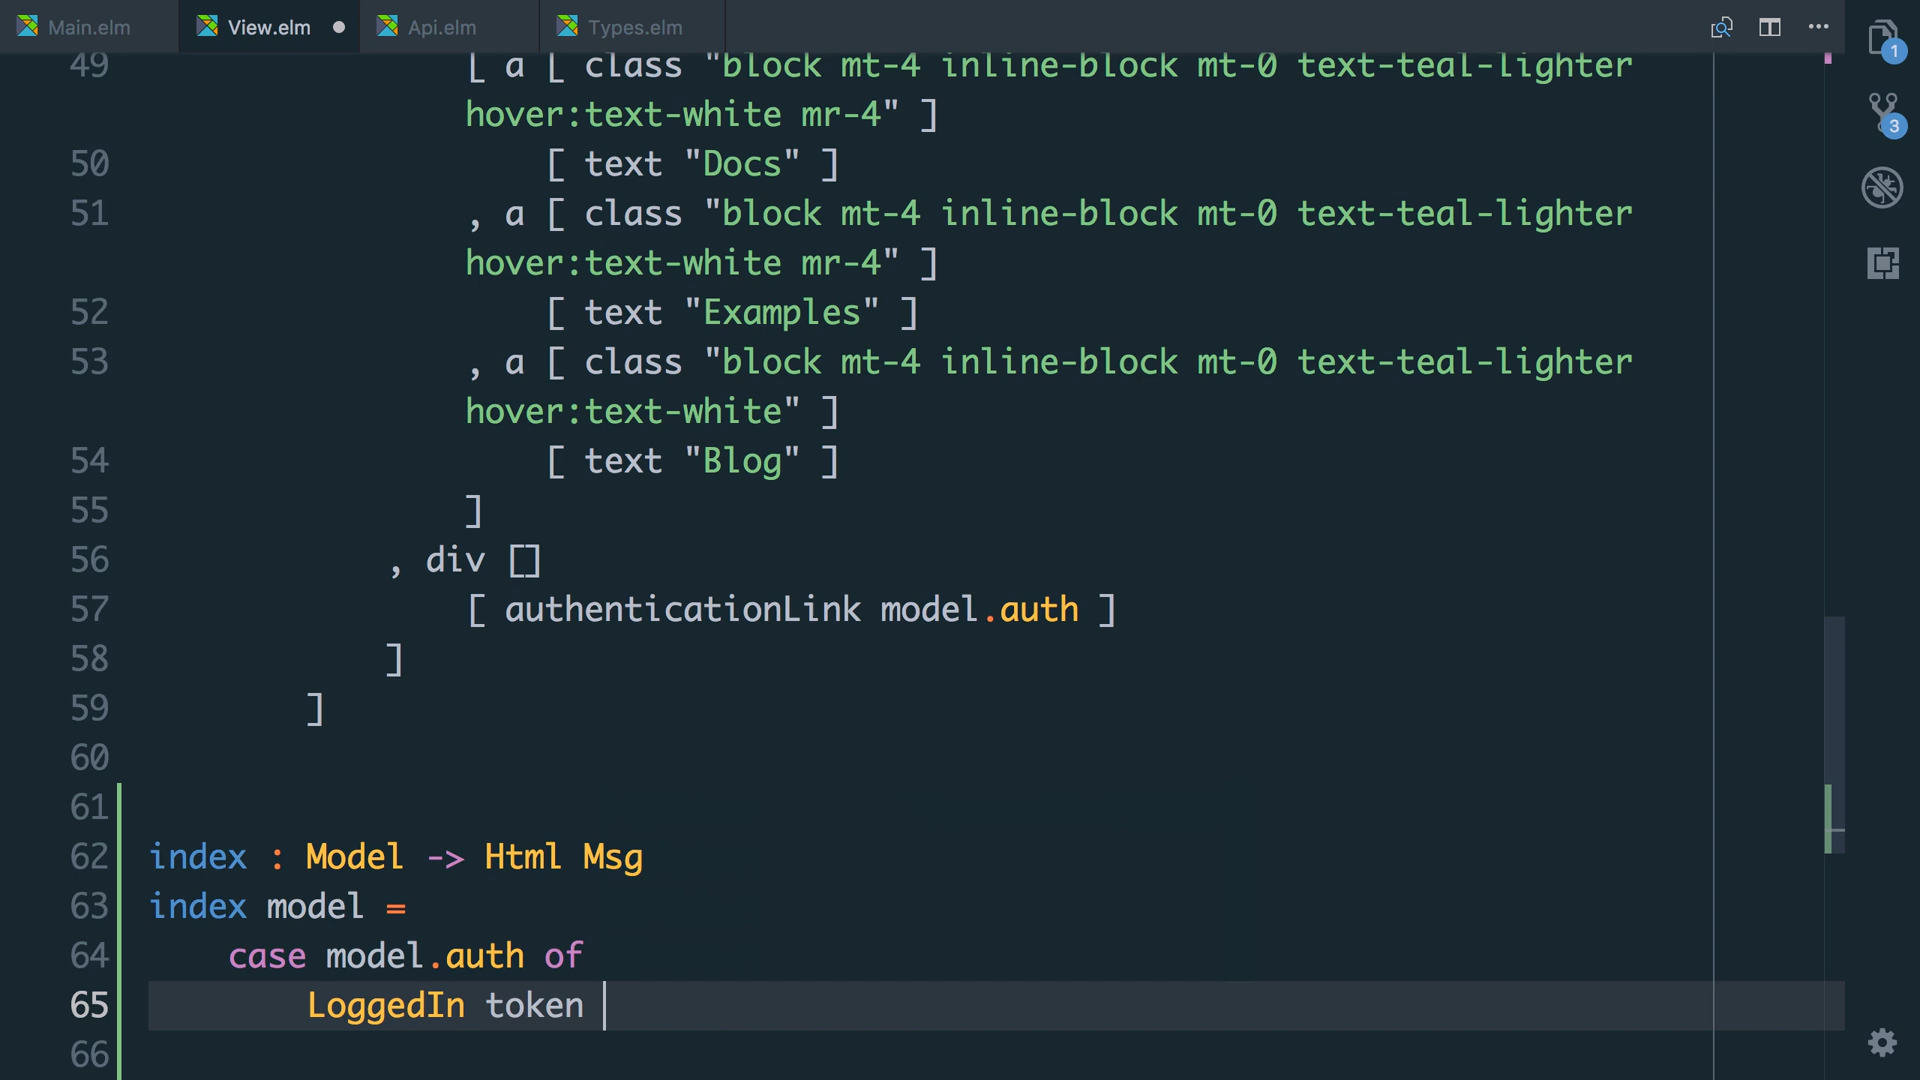 Main.elm View.elm Api.elm Types.elm
49 [ a [ class "block mt-4 inline-block mt-0 text-teal-lighter
hover:text-white mr-4" ]
50 [ text "Docs" ]
51 , a [ class "block mt-4 inline-block mt-0 text-teal-lighter
hover:text-white mr-4" ]
52 [ text "Examples" ]
53 , a [ class "block mt-4 inline-block mt-0 text-teal-lighter
hover:text-white" ]
54 [ text "Blog" ]
55 ]
56 , div []
57 [ authenticationLink model.auth ]
58 ]
59 ]
60
61
62 index : Model -> Html Msg
63 index model =
64 case model.auth of
65 LoggedIn token
66
1
3